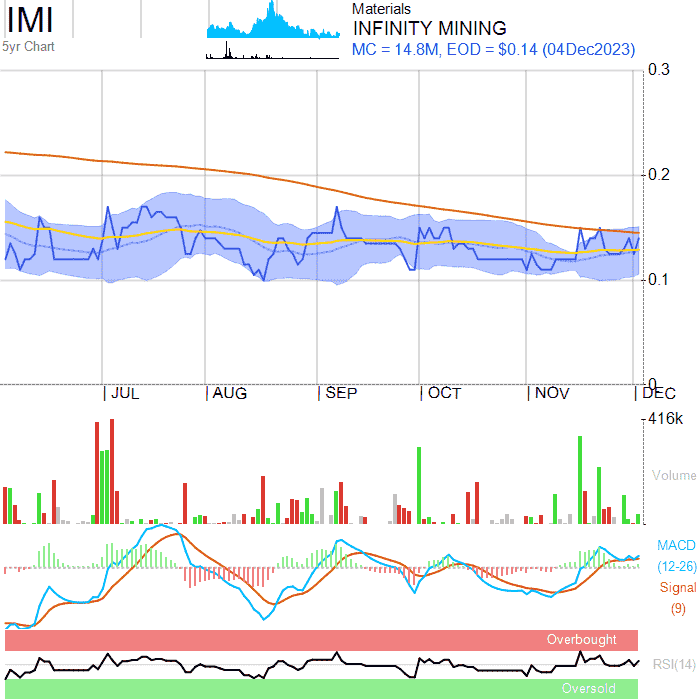 IMI
5yr Chart
Materials
INFINITY MINING
MC = 14.8M, EOD = $0.14 (04Dec2023)
0.3
0.2
0.1
0
JUL AUG SEP OCT NOV DEC
416k
Volume
MACD
(12-26)
Signal
(9)
Overbought
RSI(14)
Oversold